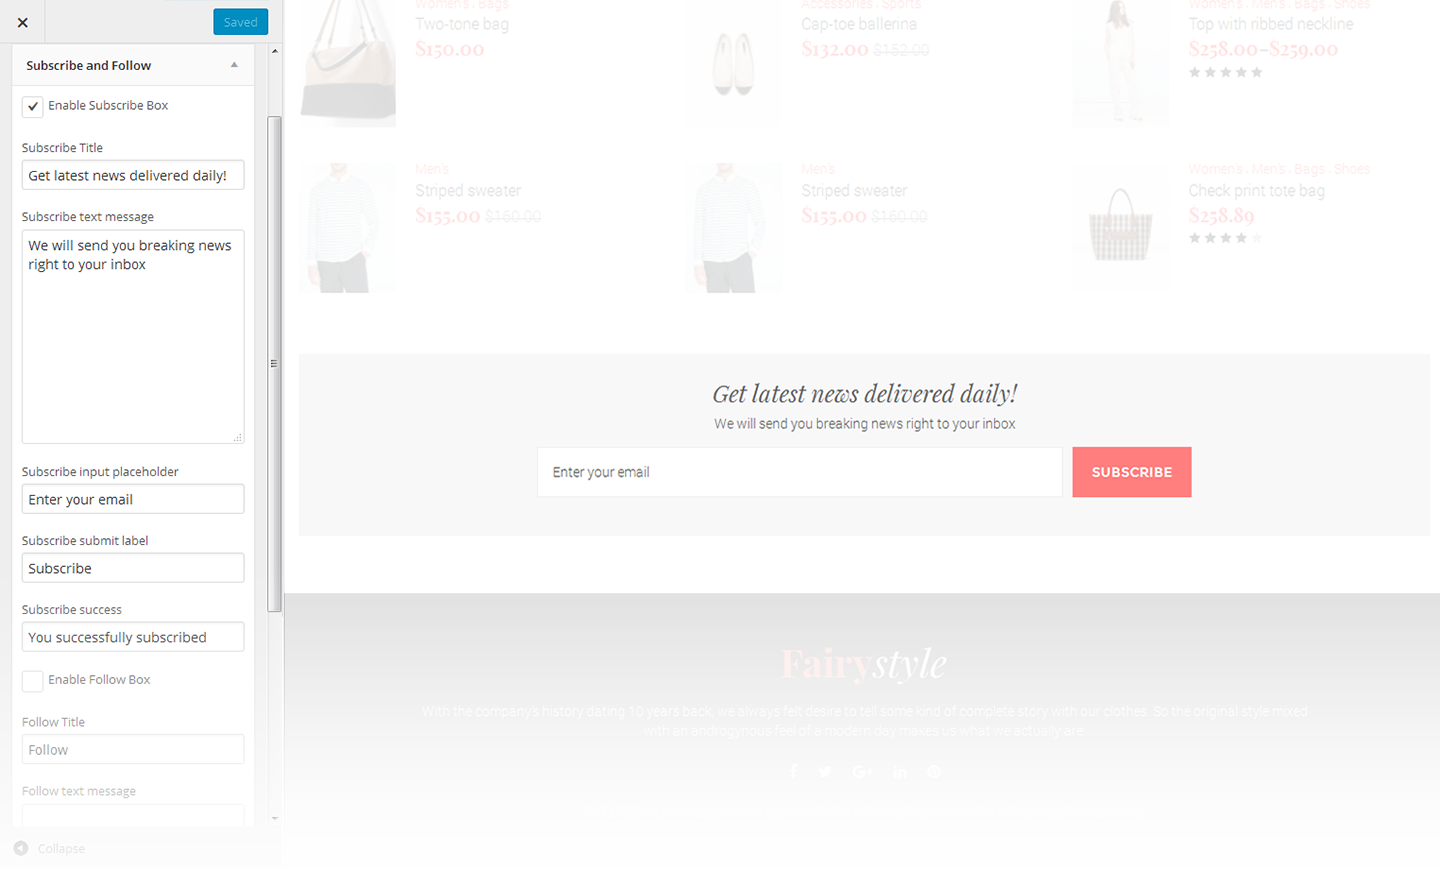 Saved
Subscribe and Follow
Enable Subscribe Box
Subscribe Title
Get latest news delivered daily!
Subscribe text message
We will send you breaking news
right to your inbox
Subscribe input placeholder
Enter your email
Subscribe submit label
Subscribe
Subscribe success
You successfully subscribed
Enable Follow Box
Follow Title
Follow
Follow text message
Collapse
Women's . Bags
Two-tone bag
$150.00
Accessories . Sports
Cap-toe ballerina
$132.00 $152.00
Women's . Men's . Bags . Shoes
Top with ribbed neckline
$258.00–$259.00
Men's
Striped sweater
$155.00 $160.00
Men's
Striped sweater
$155.00 $160.00
Women's . Men's . Bags . Shoes
Check print tote bag
$258.89
Get latest news delivered daily!
We will send you breaking news right to your inbox
Enter your email
SUBSCRIBE
Fairystyle
With the company's history dating 10 years back, we always felt desire to tell some kind of complete story with our clothes. So the original style mixed
with an androgynous feel of a modern day makes us what we actually are